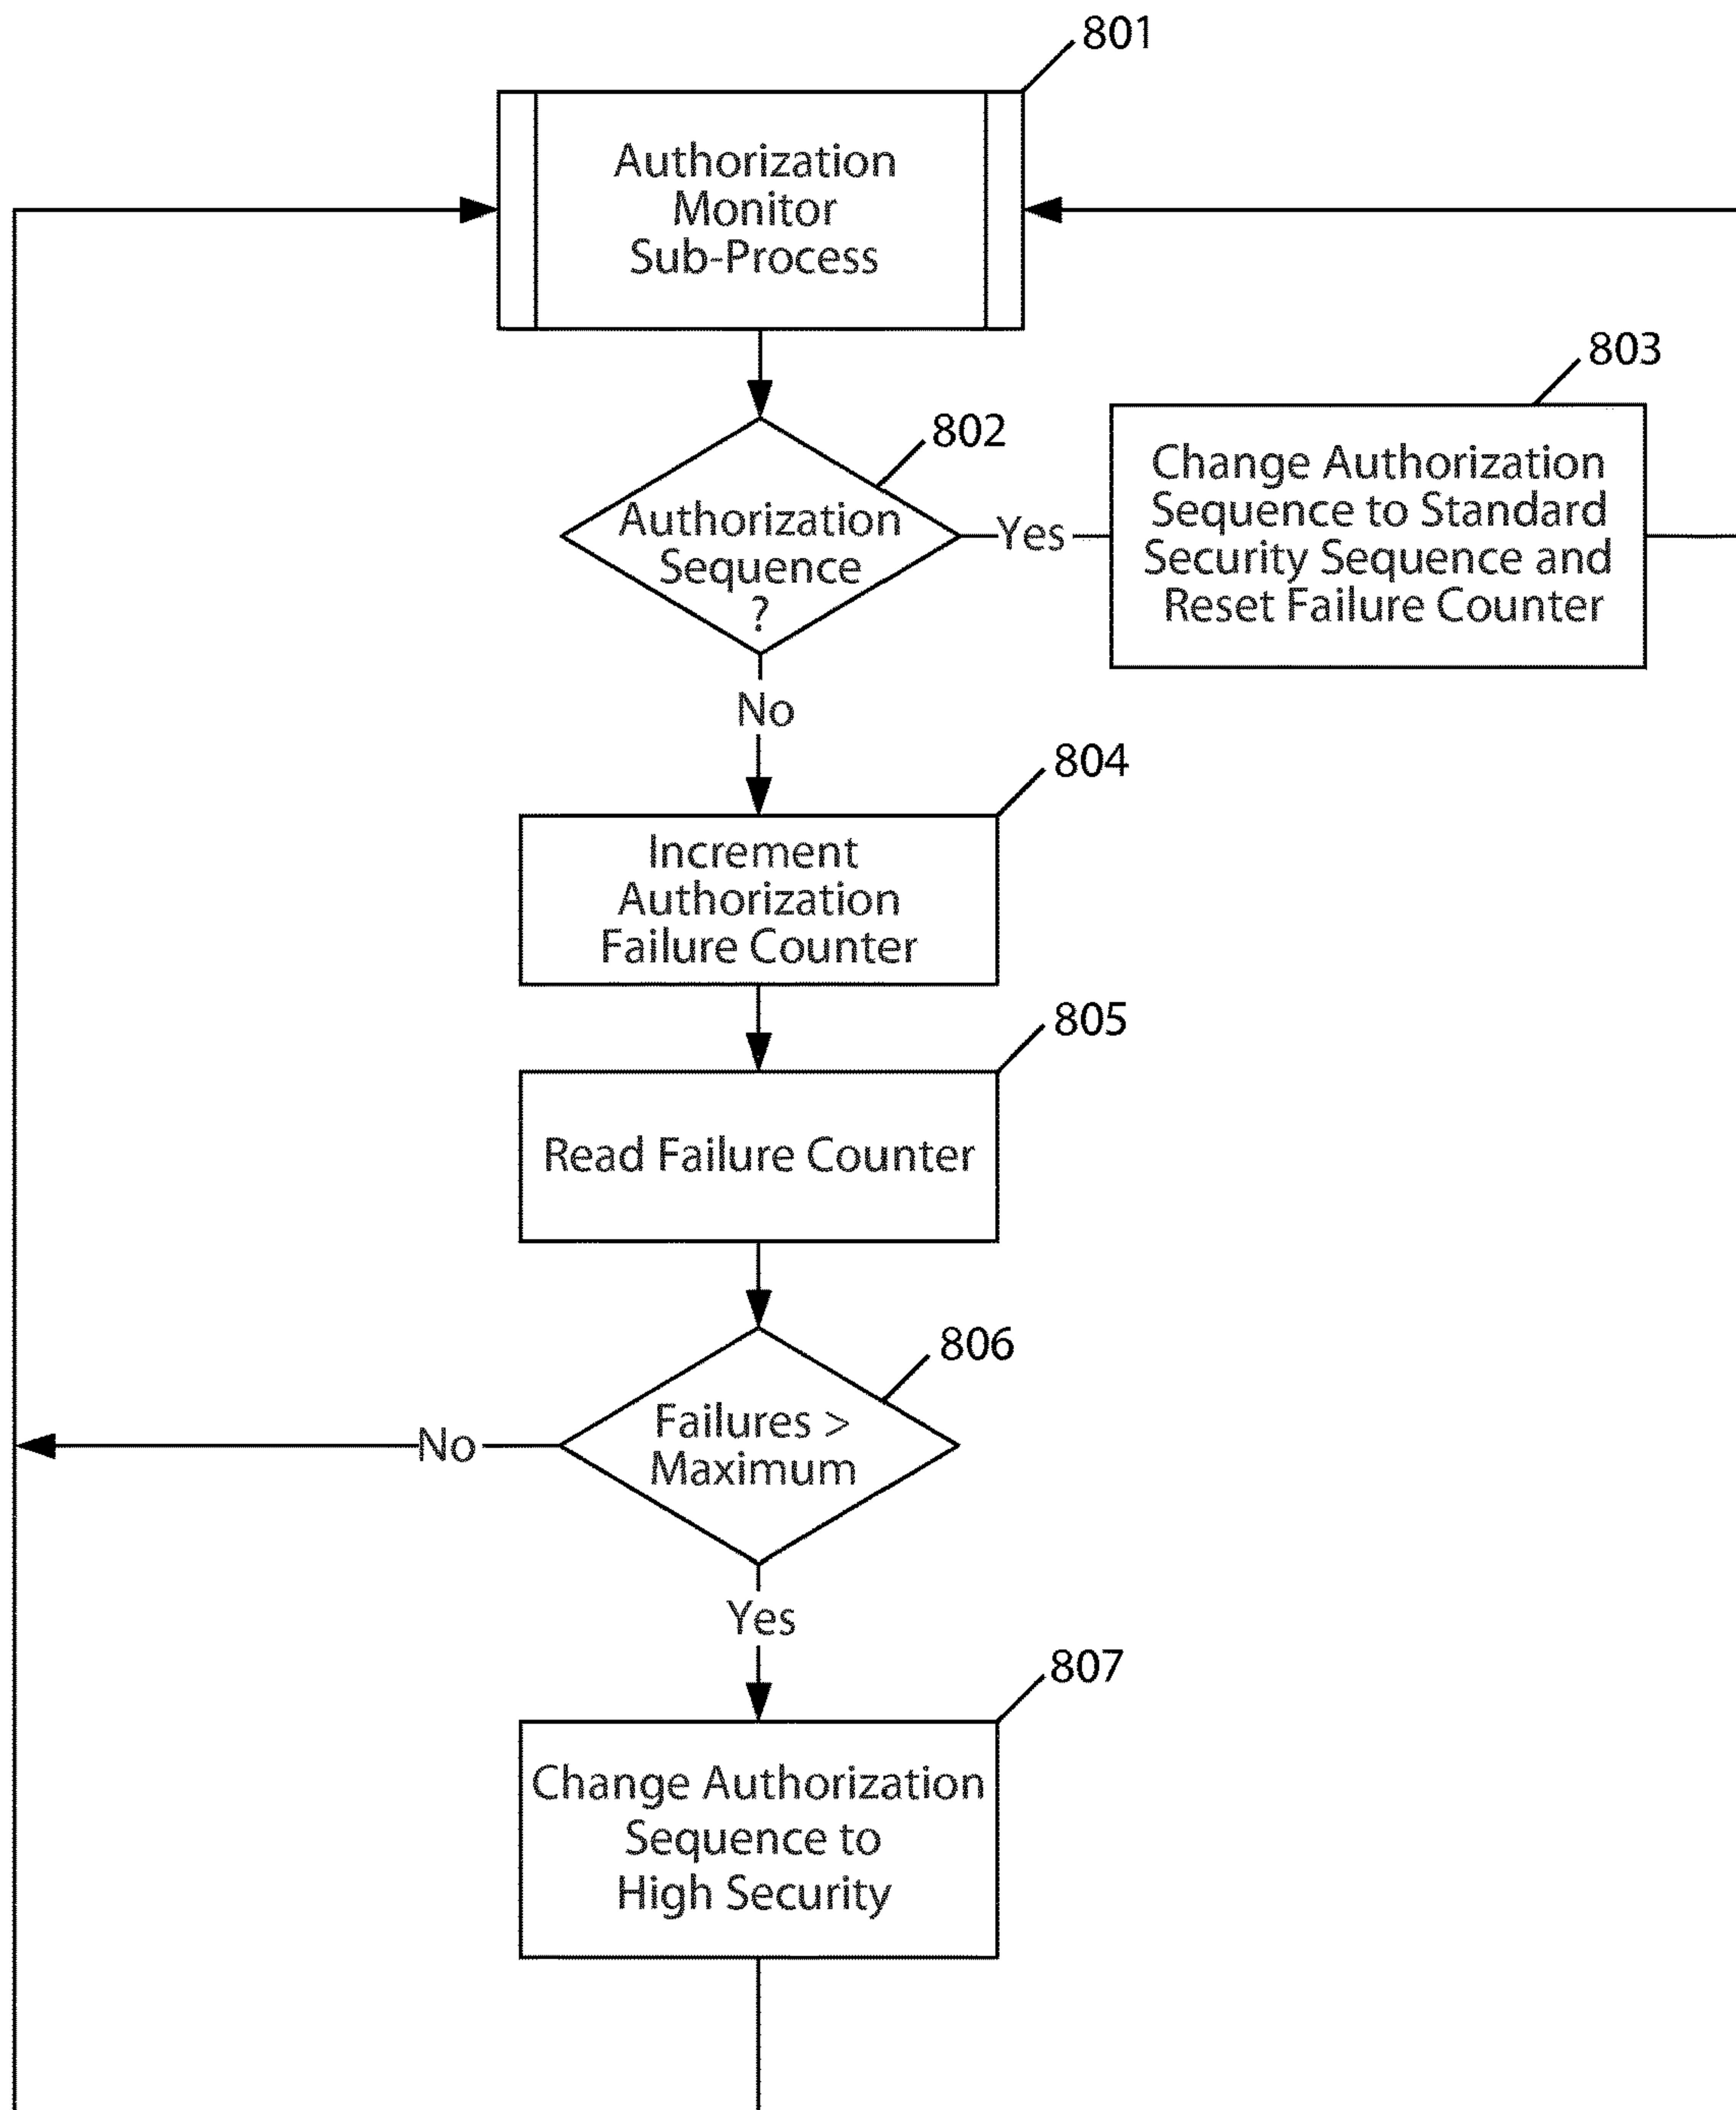 801
Authorization
Monitor
Sub-Process
802
Authorization
Sequence
?
Yes
803
Change Authorization
Sequence to Standard
Security Sequence and
Reset Failure Counter
No
804
Increment
Authorization
Failure Counter
805
Read Failure Counter
806
Failures >
Maximum
No
Yes
807
Change Authorization
Sequence to
High Security